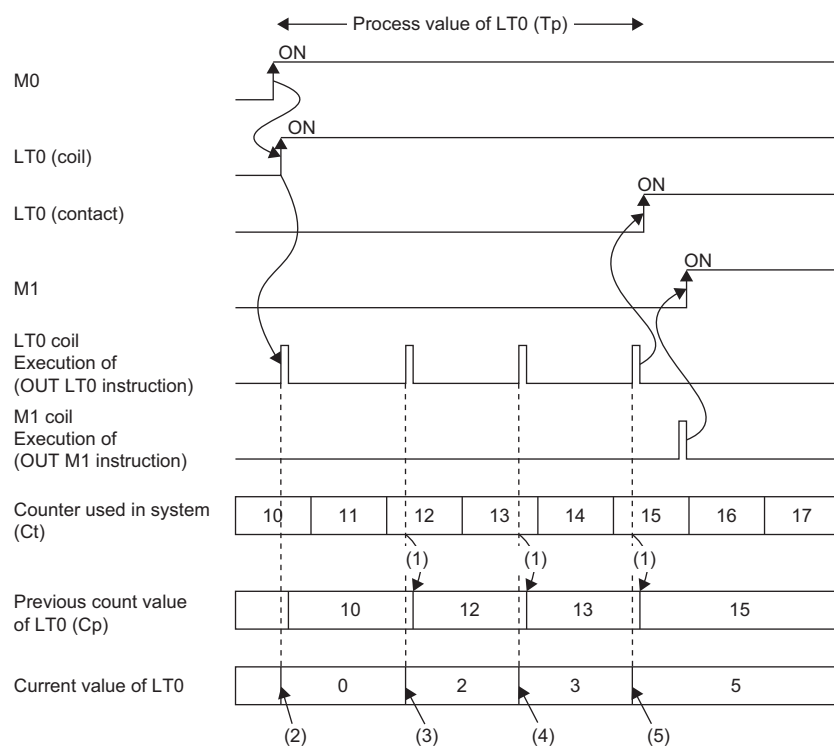 Process value of LT0 (Tp)
ON
M0
ON
LT0 (coil)
ON
LT0 (contact)
ON
M1
LT0 coil
Execution of
(OUT LT0 instruction)
M1 coil
Execution of
(OUT M1 instruction)
Counter used in system
(Ct)
10 11 12 13 14 15 16 17
(1) (1) (1)
Previous count value
of LT0 (Cp)
10 12 13 15
Current value of LT0
0 2 3 5
(2) (3) (4) (5)